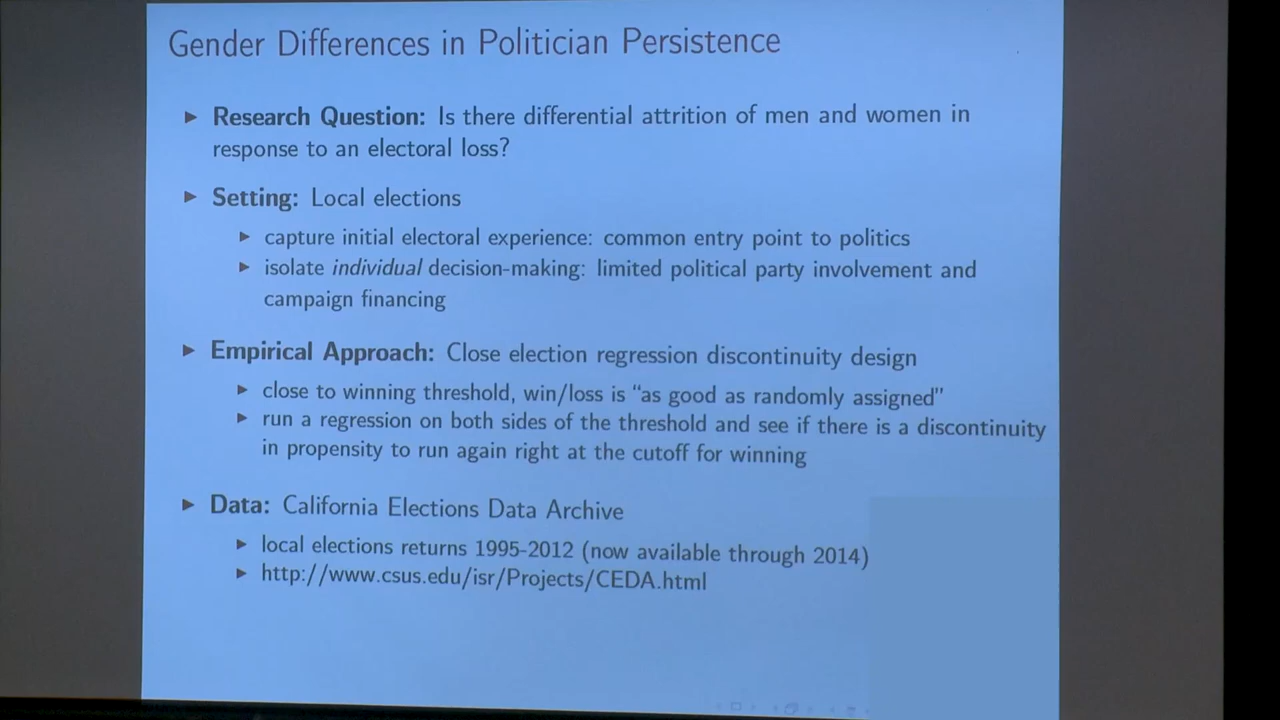 Gender Differences in Politician Persistence
▶ Research Question: Is there differential attrition of men and women in
response to an electoral loss?
▶ Setting: Local elections
▶ capture initial electoral experience: common entry point to politics
▶ isolate individual decision-making: limited political party involvement and
campaign financing
▶ Empirical Approach: Close election regression discontinuity design
▶ close to winning threshold, win/loss is “as good as randomly assigned”
▶ run a regression on both sides of the threshold and see if there is a discontinuity
in propensity to run again right at the cutoff for winning
▶ Data: California Elections Data Archive
▶ local elections returns 1995-2012 (now available through 2014)
▶ http://www.csus.edu/isr/Projects/CEDA.html